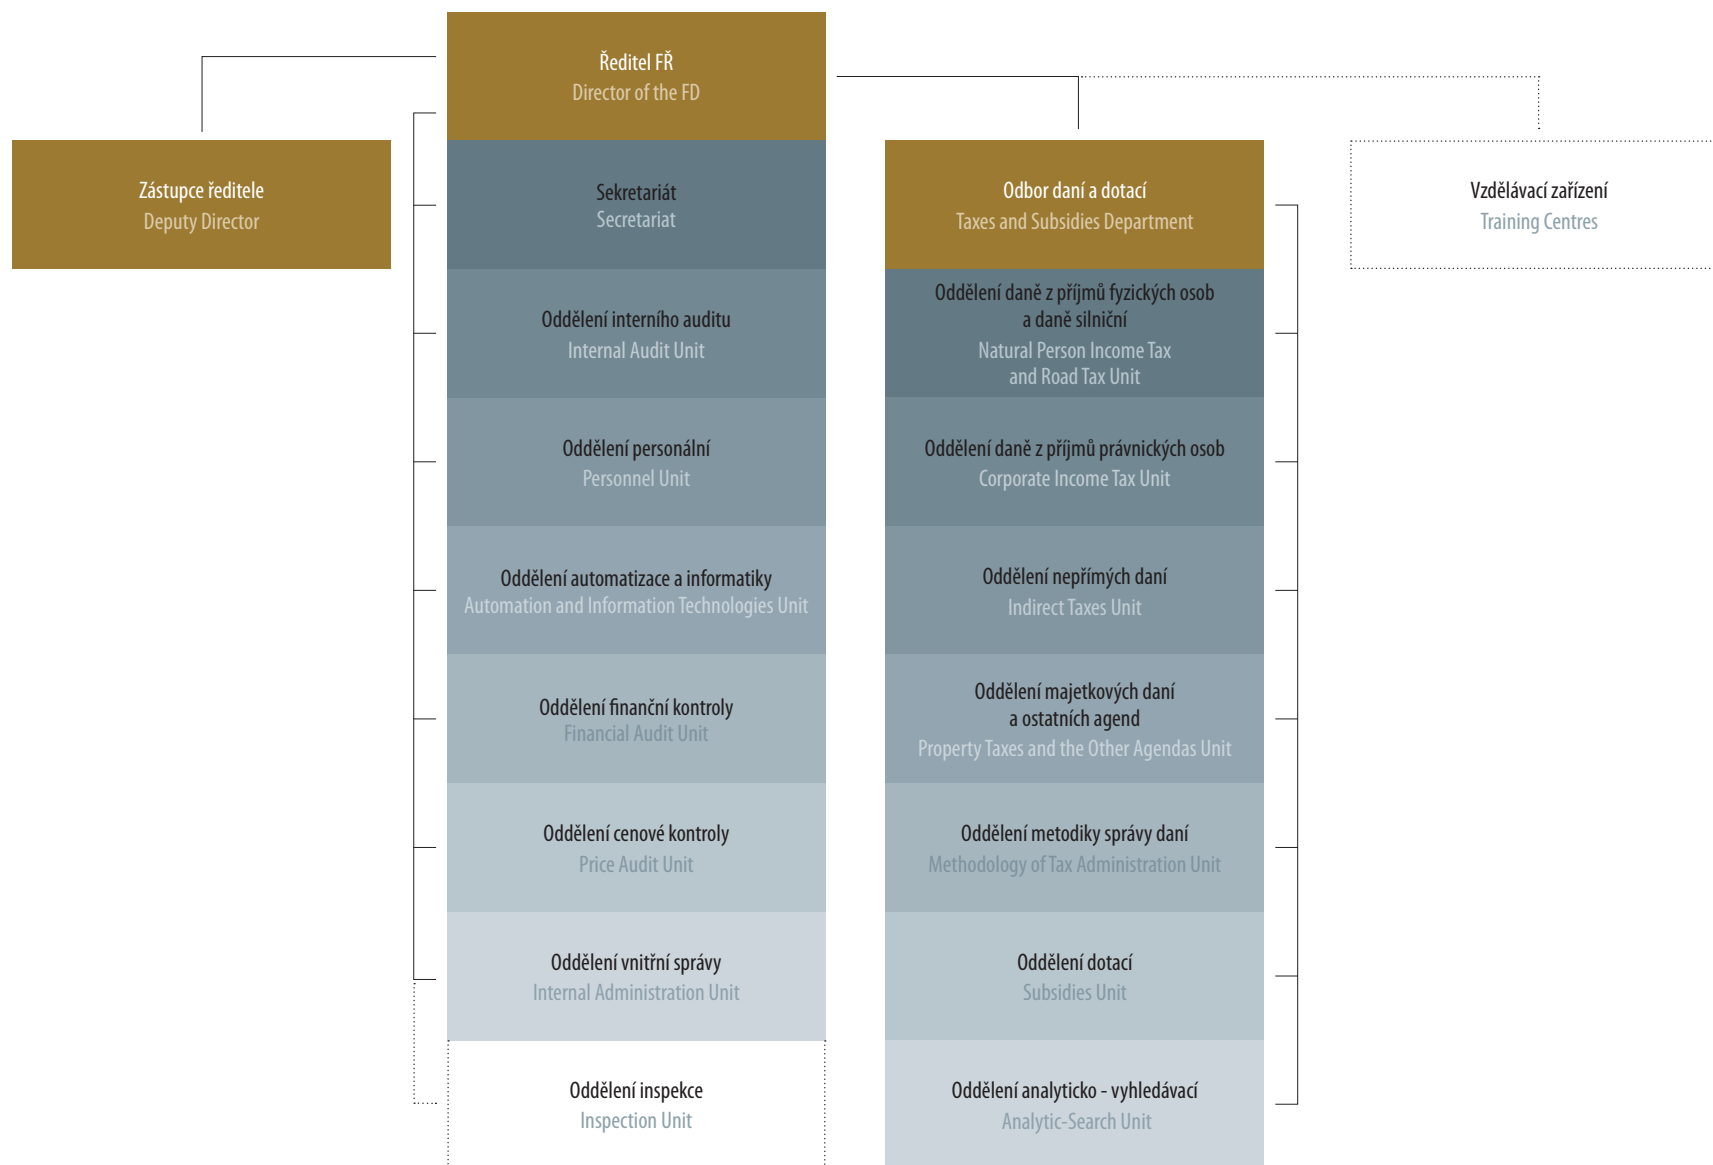 Ředitel FŘ
Director of the FD
Zástupce ředitele
Deputy Director
Sekretariát
Secretariat
Odbor daní a dotací
Taxes and Subsidies Department
Vzdělávací zařízení
Training Centres
Oddělení interního auditu
Internal Audit Unit
Oddělení personální
Personnel Unit
Oddělení automatizace a informatiky
Automation and Information Technologies Unit
Oddělení finanční kontroly
Financial Audit Unit
Oddělení cenové kontroly
Price Audit Unit
Oddělení vnitřní správy
Internal Administration Unit
Oddělení inspekce
Inspection Unit
Oddělení daně z příjmů fyzických osob
a daně silniční
Natural Person Income Tax
and Road Tax Unit
Oddělení daně z příjmů právnických osob
Corporate Income Tax Unit
Oddělení nepřímých daní
Indirect Taxes Unit
Oddělení majetkových daní
a ostatních agend
Property Taxes and the Other Agendas Unit
Oddělení metodiky správy daní
Methodology of Tax Administration Unit
Oddělení dotací
Subsidies Unit
Oddělení analyticko - vyhledávací
Analytic-Search Unit